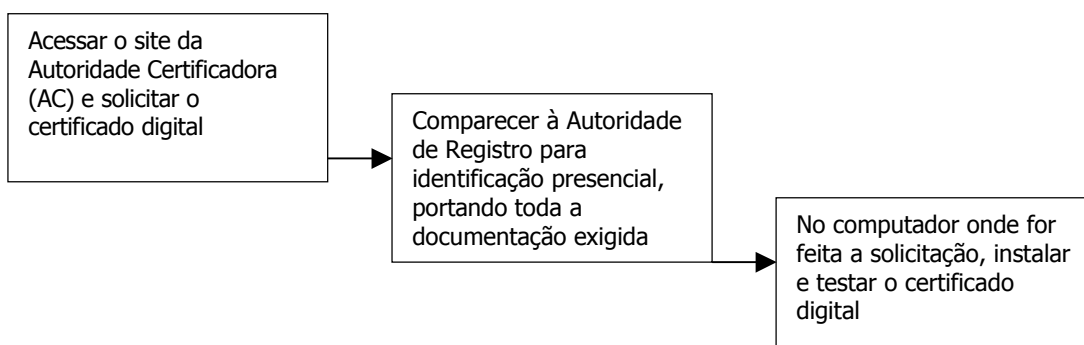 Acessar o site da
Autoridade Certificadora
(AC) e solicitar o
certificado digital
Comparecer à Autoridade
de Registro para
identificação presencial,
portando toda a
documentação exigida
No computador onde for
feita a solicitação, instalar
e testar o certificado
digital